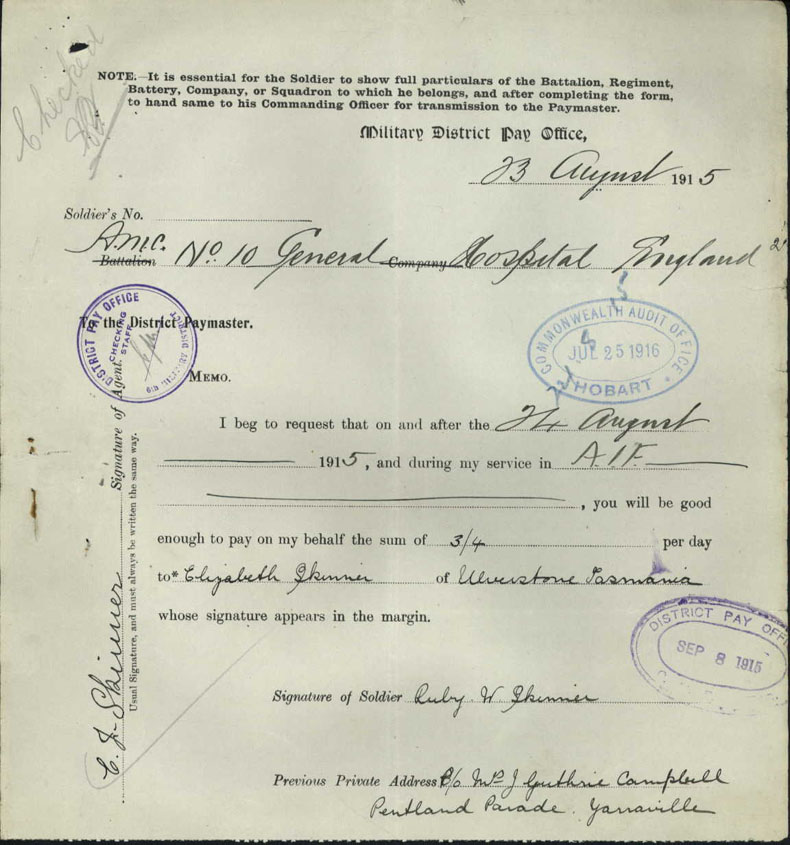 Checked
NOTE.—It is essential for the Soldier to show full particulars of the Battalion, Regiment,
Battery, Company, or Squadron to which he belongs, and after completing the form,
to hand same to his Commanding Officer for transmission to the Paymaster.
Military District Pay Office,
23 August 1915
Soldier's No.
A.M.C.
Battalion No. 10 General Company Hospital England
To the District Paymaster.
DISTRICT PAY OFFICE
CHECKING STAFF
COMMONWEALTH AUDIT OFFICE
JUL 25 1916
HOBART
MEMO.
I beg to request that on and after the 24 August
1915, and during my service in A.I.F.
, you will be good
enough to pay on my behalf the sum of 3/4 per day
to* Elizabeth Skinner of Ulverstone Tasmania
whose signature appears in the margin.
DISTRICT PAY OFFI
SEP 8 1915
Signature of Soldier Ruby W. Skinner
Previous Private Address C/o Mrs J Guthrie Campbell
Pentland Parade. Yarraville
Signature of Agent.
Usual Signature, and must always be written the same way.
E. J. Skinner